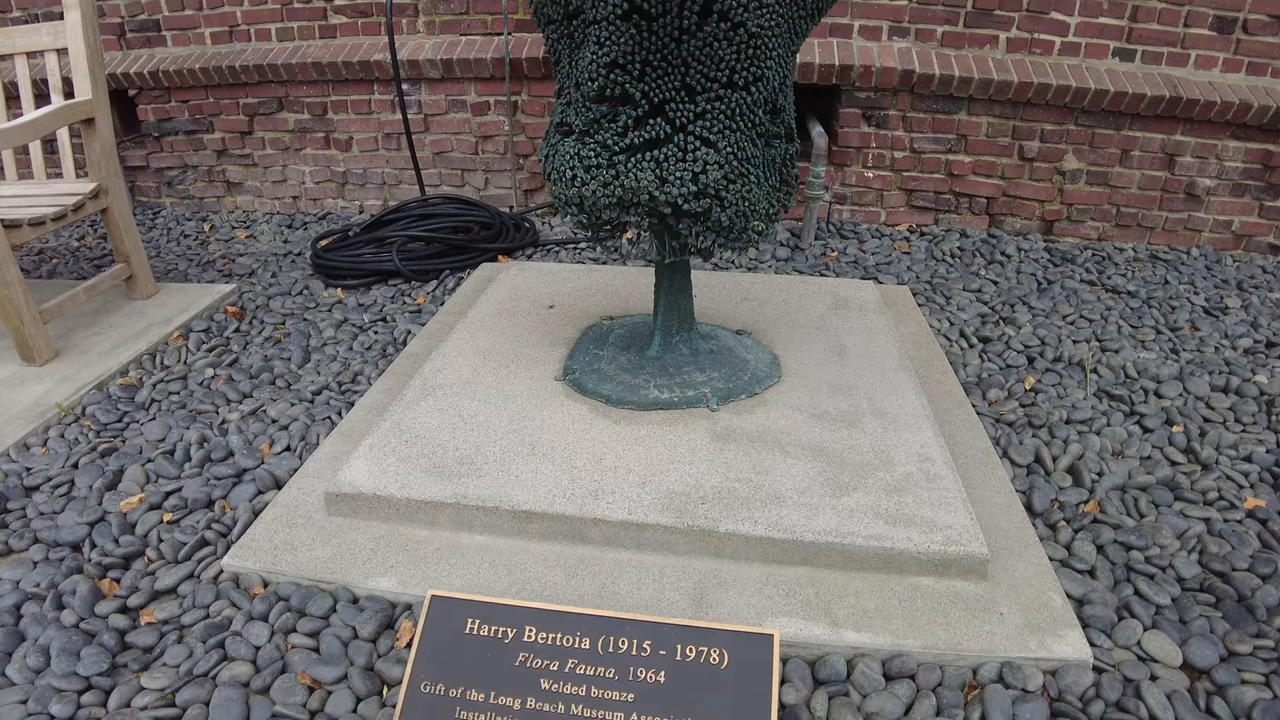 Harry Bertoia (1915 - 1978)
Flora Fauna, 1964
Welded bronze
Gift of the Long Beach Museum